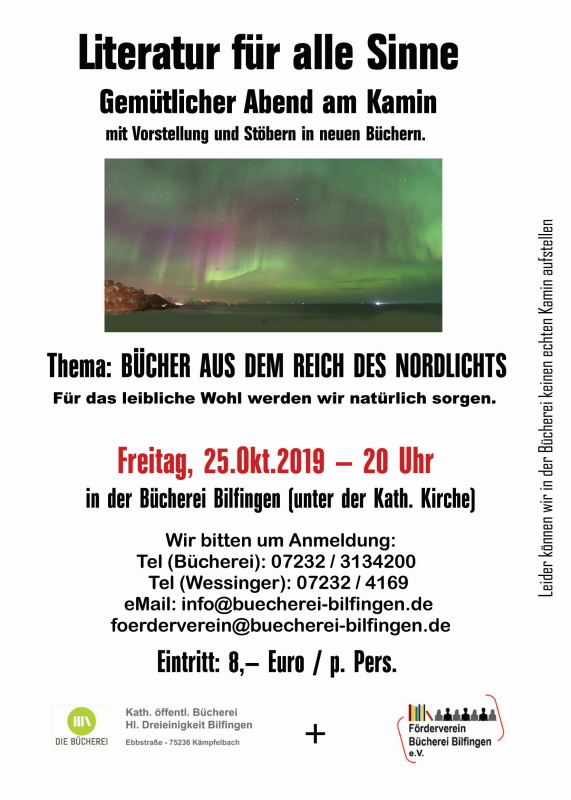 Literatur für alle Sinne
Gemütlicher Abend am Kamin
mit Vorstellung und Stöbern in neuen Büchern.
Thema: BÜCHER AUS DEM REICH DES NORDLICHTS
Für das leibliche Wohl werden wir natürlich sorgen.
Freitag, 25.Okt.2019 – 20 Uhr
in der Bücherei Bilfingen (unter der Kath. Kirche)
Wir bitten um Anmeldung:
Tel (Bücherei): 07232 / 3134200
Tel (Wessinger): 07232 / 4169
eMail: info@buecherei-bilfingen.de
foerderverein@buecherei-bilfingen.de
Eintritt: 8,– Euro / p. Pers.
Leider können wir in der Bücherei keinen echten Kamin aufstellen
DIE BÜCHEREI
Kath. öffentl. Bücherei
Hl. Dreieinigkeit Bilfingen
Ebbstraße - 75236 Kämpfelbach
+
Förderverein
Bücherei Bilfingen
e.V.